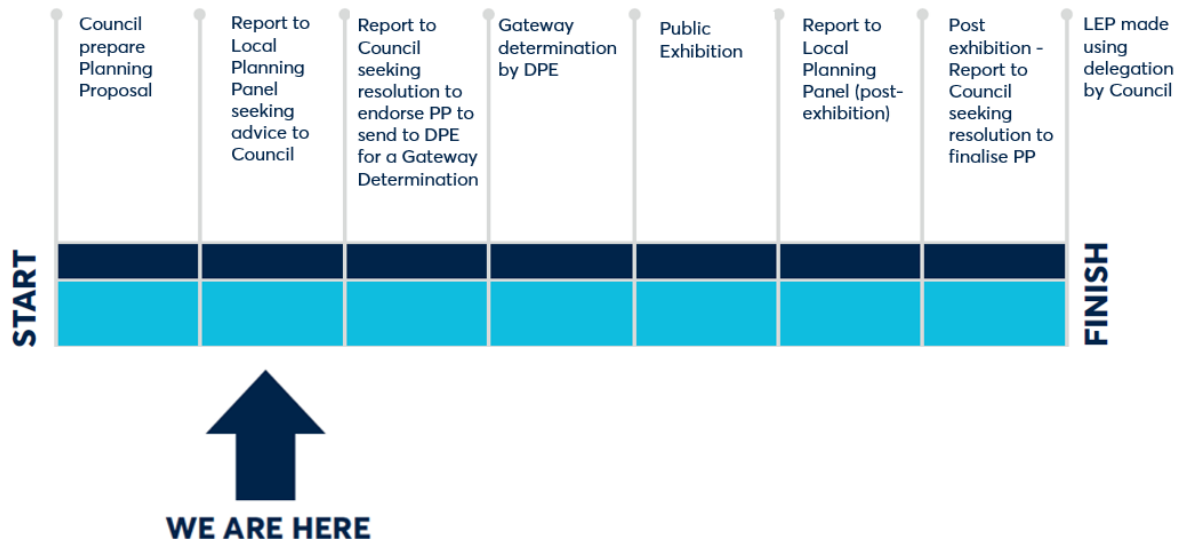 Council
prepare
Planning
Proposal
Report to
Local
Planning
Panel
seeking
advice to
Council
Report to
Council
seeking
resolution to
endorse PP to
send to DPE
for a Gateway
Determination
Gateway
determination
by DPE
Public
Exhibition
Report to
Local
Planning
Panel (post-
exhibition)
Post
exhibition -
Report to
Council
seeking
resolution to
finalise PP
LEP made
using
delegation
by Council
START
FINISH
WE ARE HERE